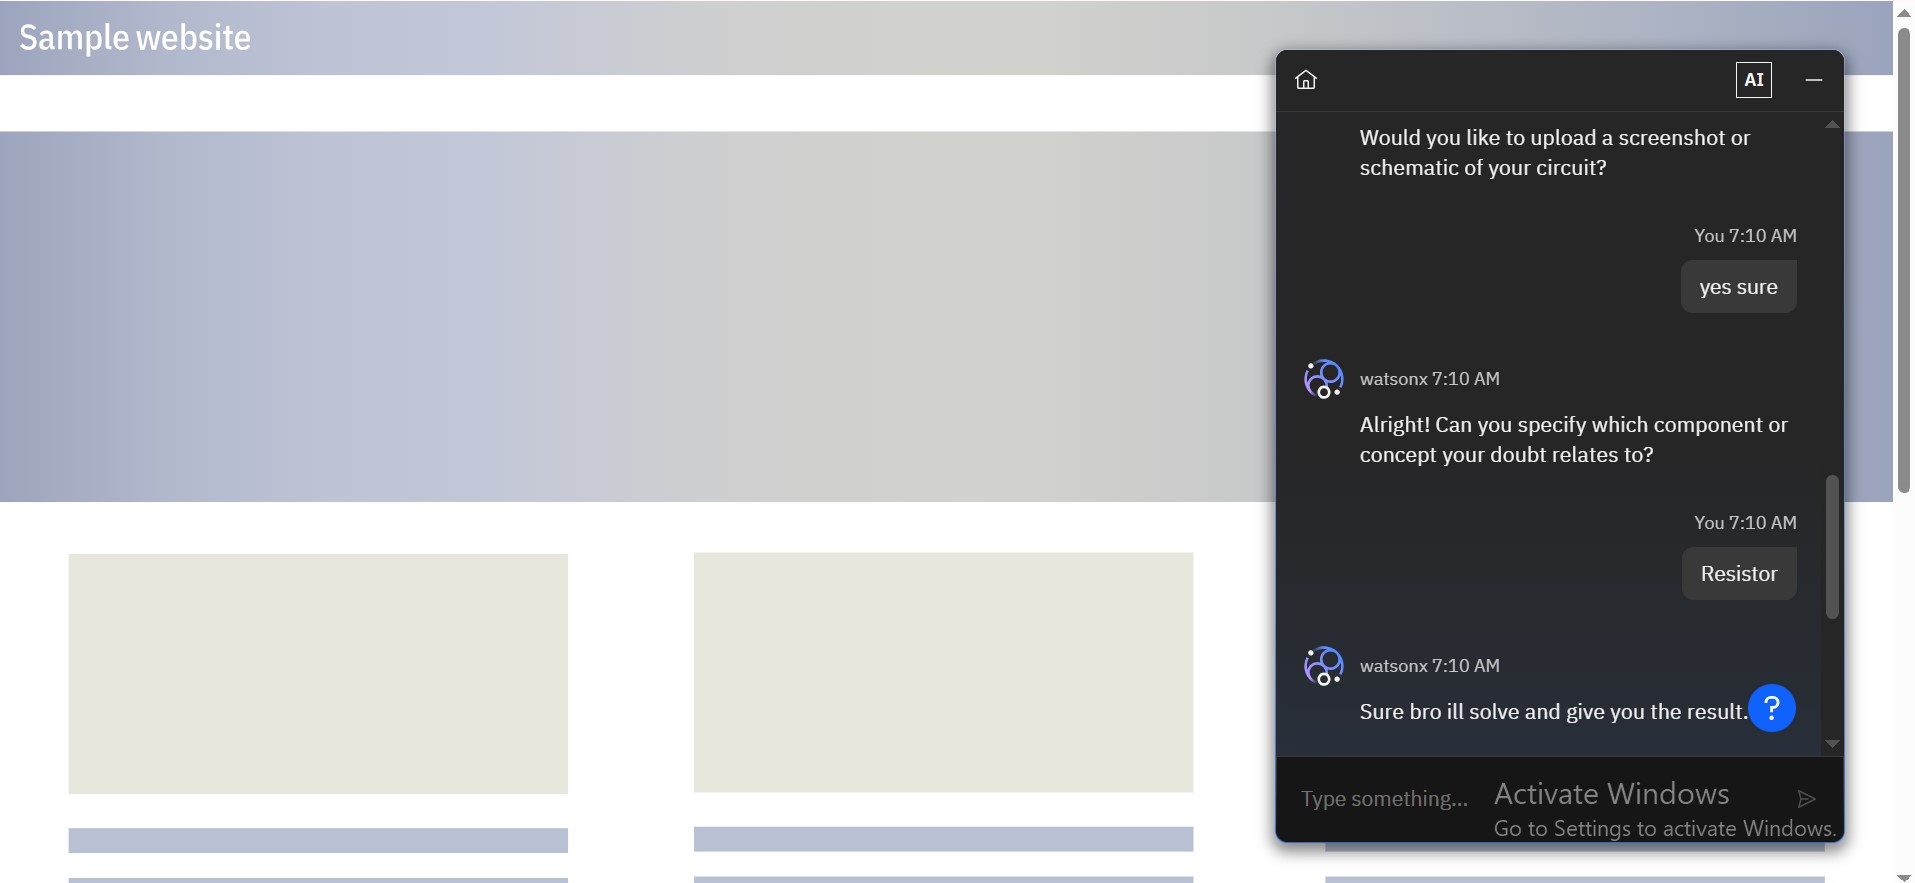 Sample website
AI
Would you like to upload a screenshot or
schematic of your circuit?
You 7:10 AM
yes sure
watsonx 7:10 AM
Alright! Can you specify which component or
concept your doubt relates to?
You 7:10 AM
Resistor
watsonx 7:10 AM
Sure bro ill solve and give you the result.
?
Type something...
Activate Windows
Go to Settings to activate Windows.